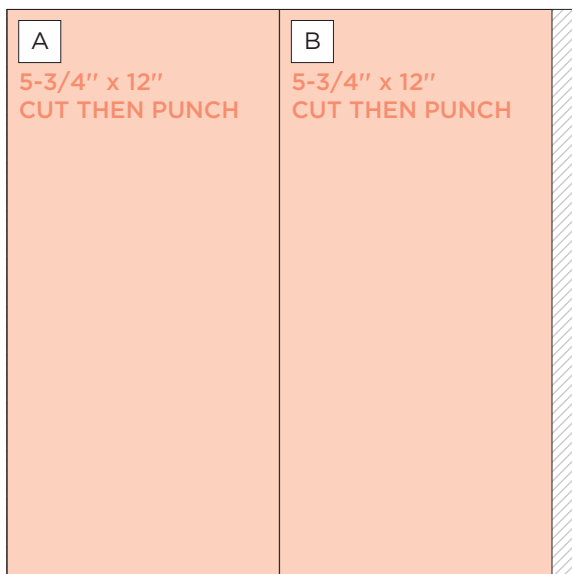 A
5-3/4'' x 12''
CUT THEN PUNCH
B
5-3/4'' x 12''
CUT THEN PUNCH